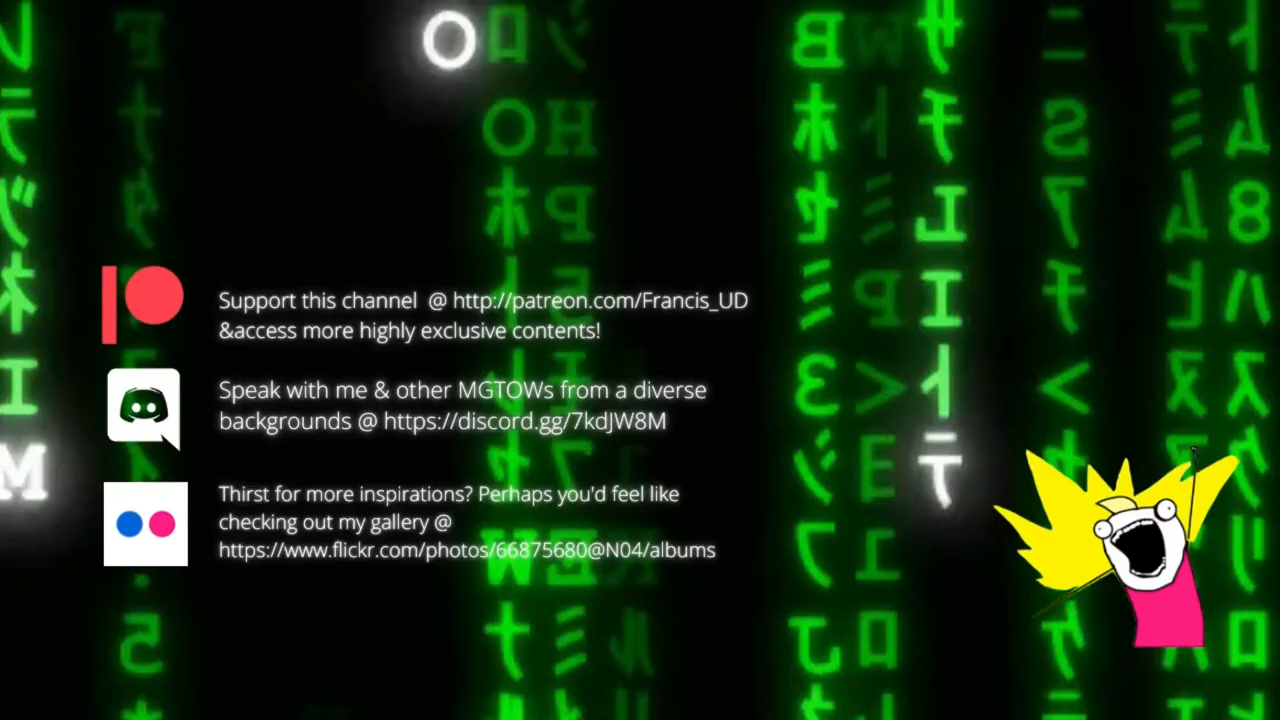 Support this channel @ http://patreon.com/Francis_UD
&access more highly exclusive contents!
Speak with me & other MGTOWs from a diverse
backgrounds @ https://discord.gg/7kdJW8M
Thirst for more inspirations? Perhaps you'd feel like
checking out my gallery @
https://www.flickr.com/photos/66875680@N04/albums